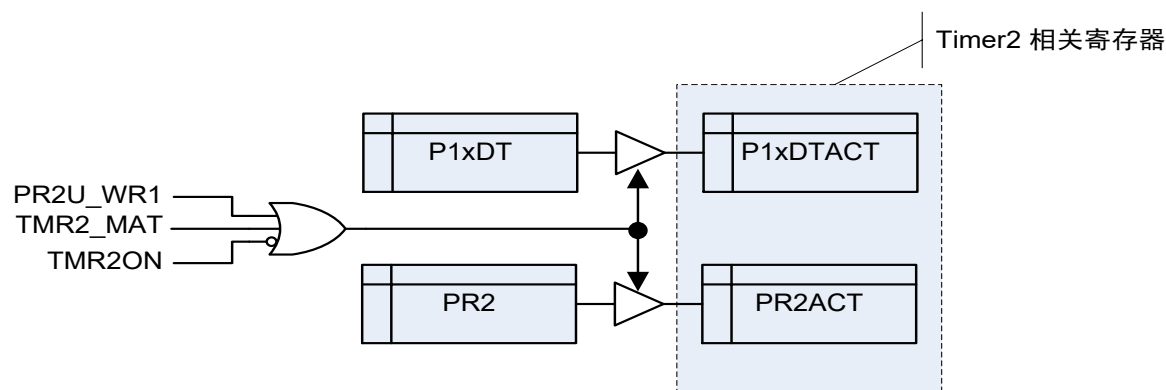 Timer2 相关寄存器
P1xDT
P1xDTACT
PR2U_WR1
TMR2_MAT
TMR2ON
PR2
PR2ACT